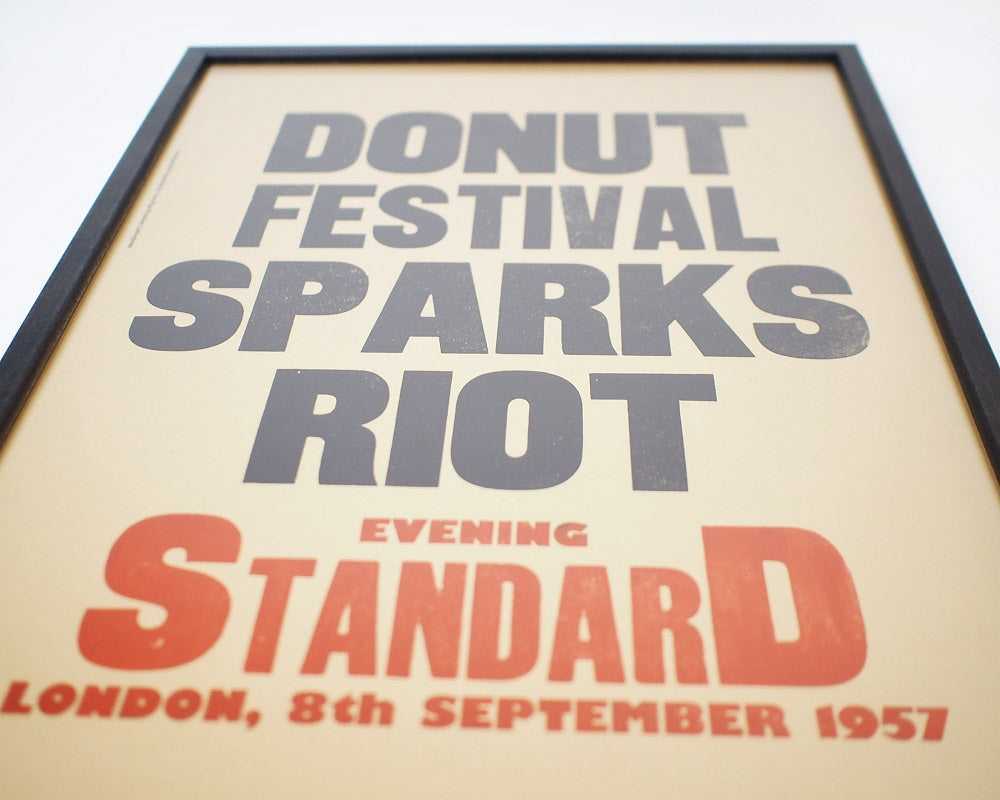 DONUT
FESTIVAL
SPARKS
RIOT
EVENING
STANDARD
LONDON, 8th SEPTEMBER 1957